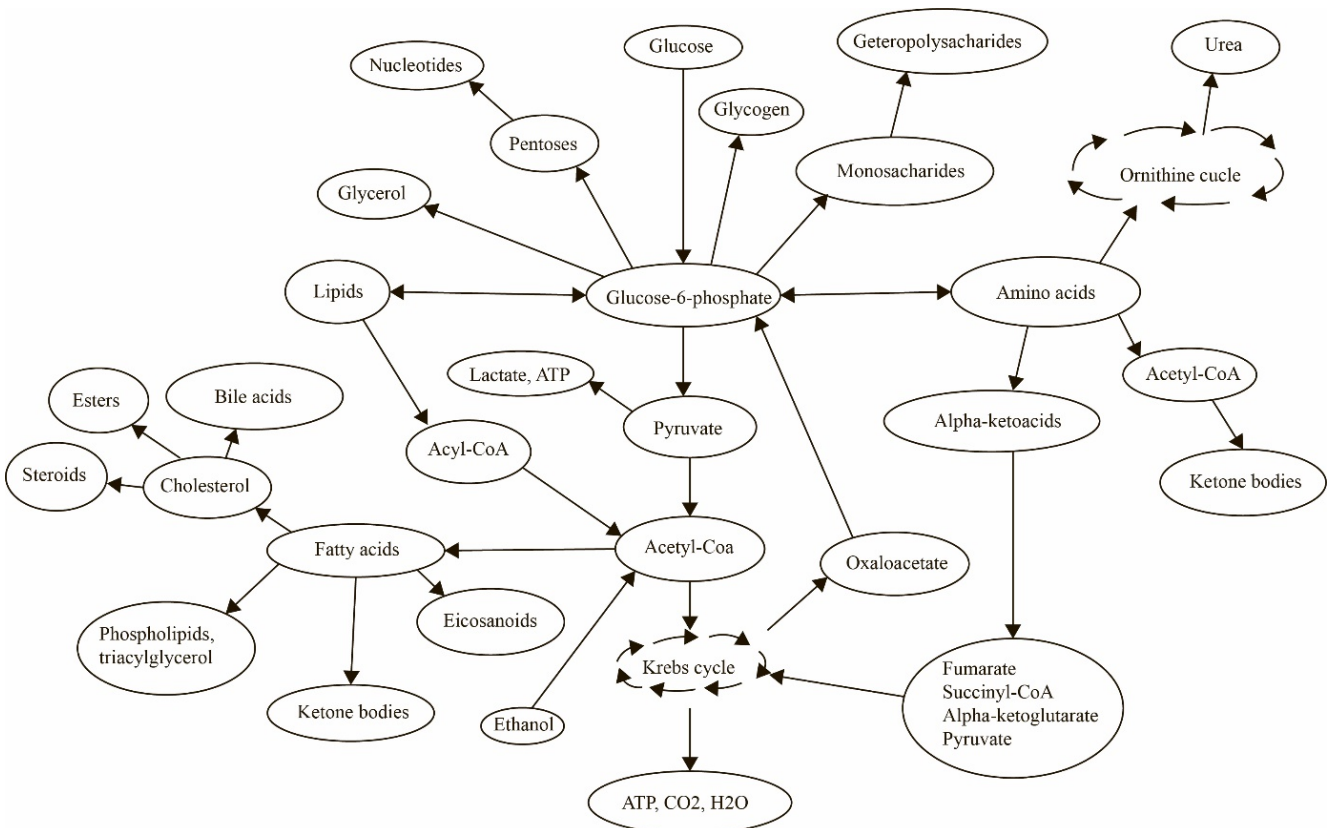 Geteropolysacharides
Glucose
Urea
Nucleotides
Glycogen
Pentoses
Monosacharides
Ornithine cucle
Glycerol
Lipids
Glucose-6-phosphate
Amino acids
Lactate, ATP
Acetyl-CoA
Bile acids
Esters
Pyruvate
Alpha-ketoacids
Acyl-CoA
Steroids
Cholesterol
Ketone bodies
Fatty acids
Acetyl-Coa
Oxaloacetate
Eicosanoids
Phospholipids,
triacylglycerol
Krebs cycle
Fumarate
Succinyl-CoA
Alpha-ketoglutarate
Pyruvate
Ketone bodies
Ethanol
ATP, CO2, H2O